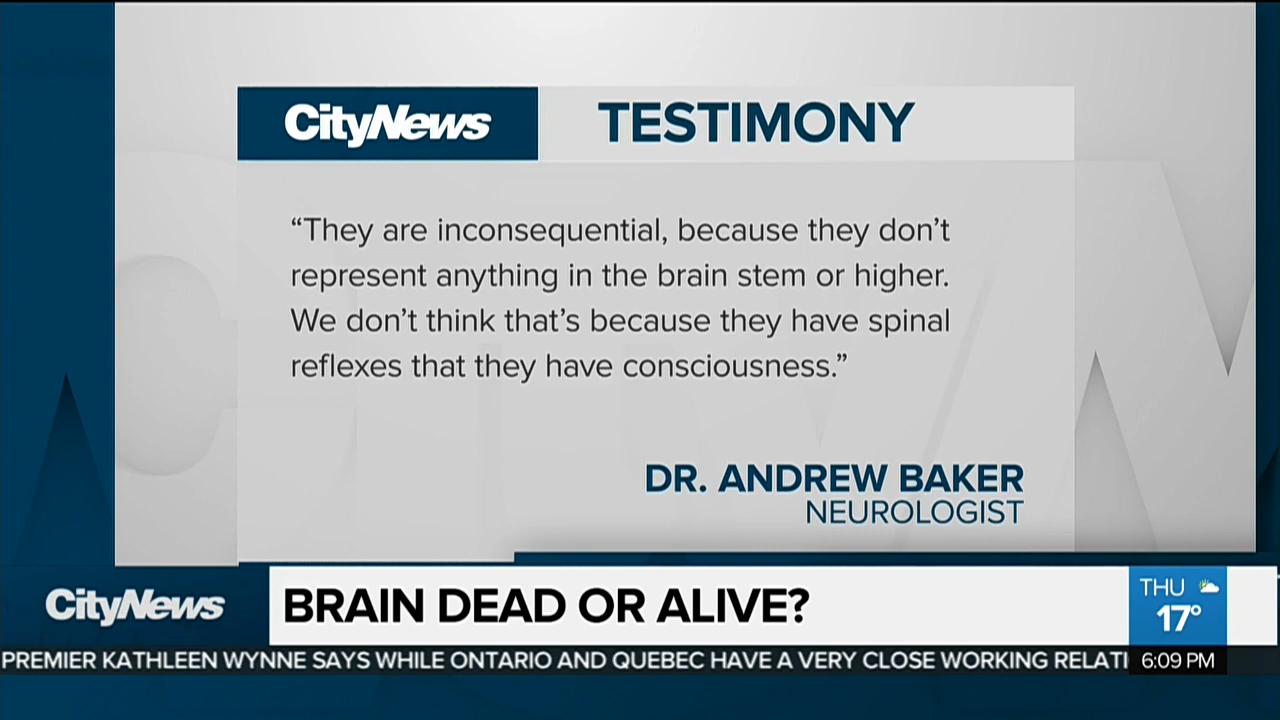 CityNews TESTIMONY
“They are inconsequential, because they don’t
represent anything in the brain stem or higher.
We don’t think that’s because they have spinal
reflexes that they have consciousness.”
DR. ANDREW BAKER
NEUROLOGIST
CityNews BRAIN DEAD OR ALIVE?
THU
17°
PREMIER KATHLEEN WYNNE SAYS WHILE ONTARIO AND QUEBEC HAVE A VERY CLOSE WORKING RELATI 6:09 PM